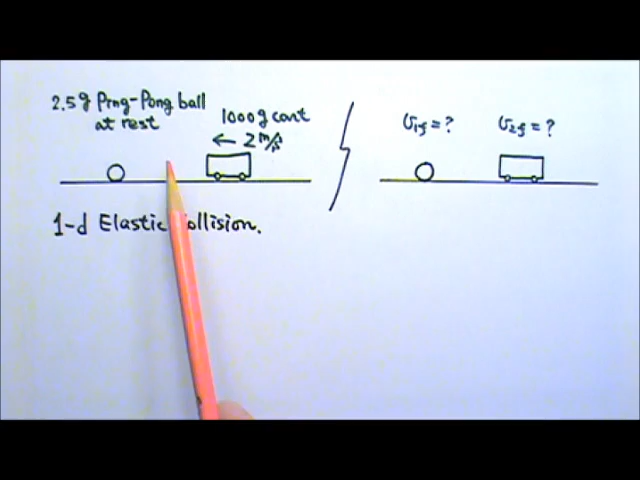 2.5g Ping-Pong ball
at rest
1000g cart
← 2 m/s
v1f = ?
v2f = ?
1-d Elastic Collision.